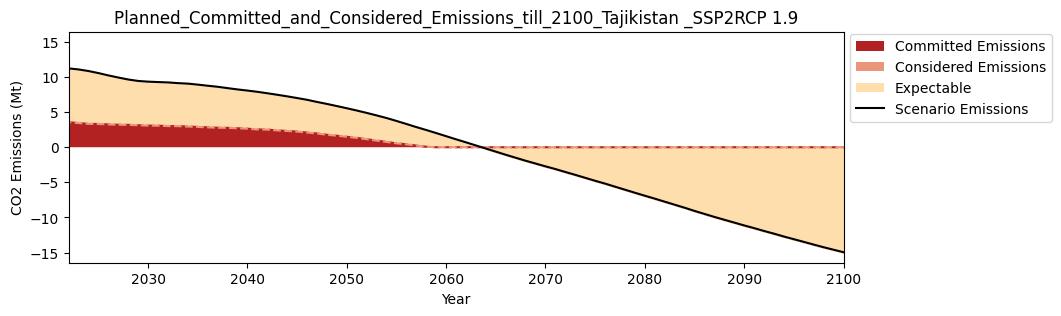 Planned_Committed_and_Considered_Emissions_till_2100_Tajikistan _SSP2RCP 1.9
CO2 Emissions (Mt)
15
10
5
0
−5
−10
−15
2030 2040 2050 2060 2070 2080 2090 2100
Year
Committed Emissions
Considered Emissions
Expectable
Scenario Emissions